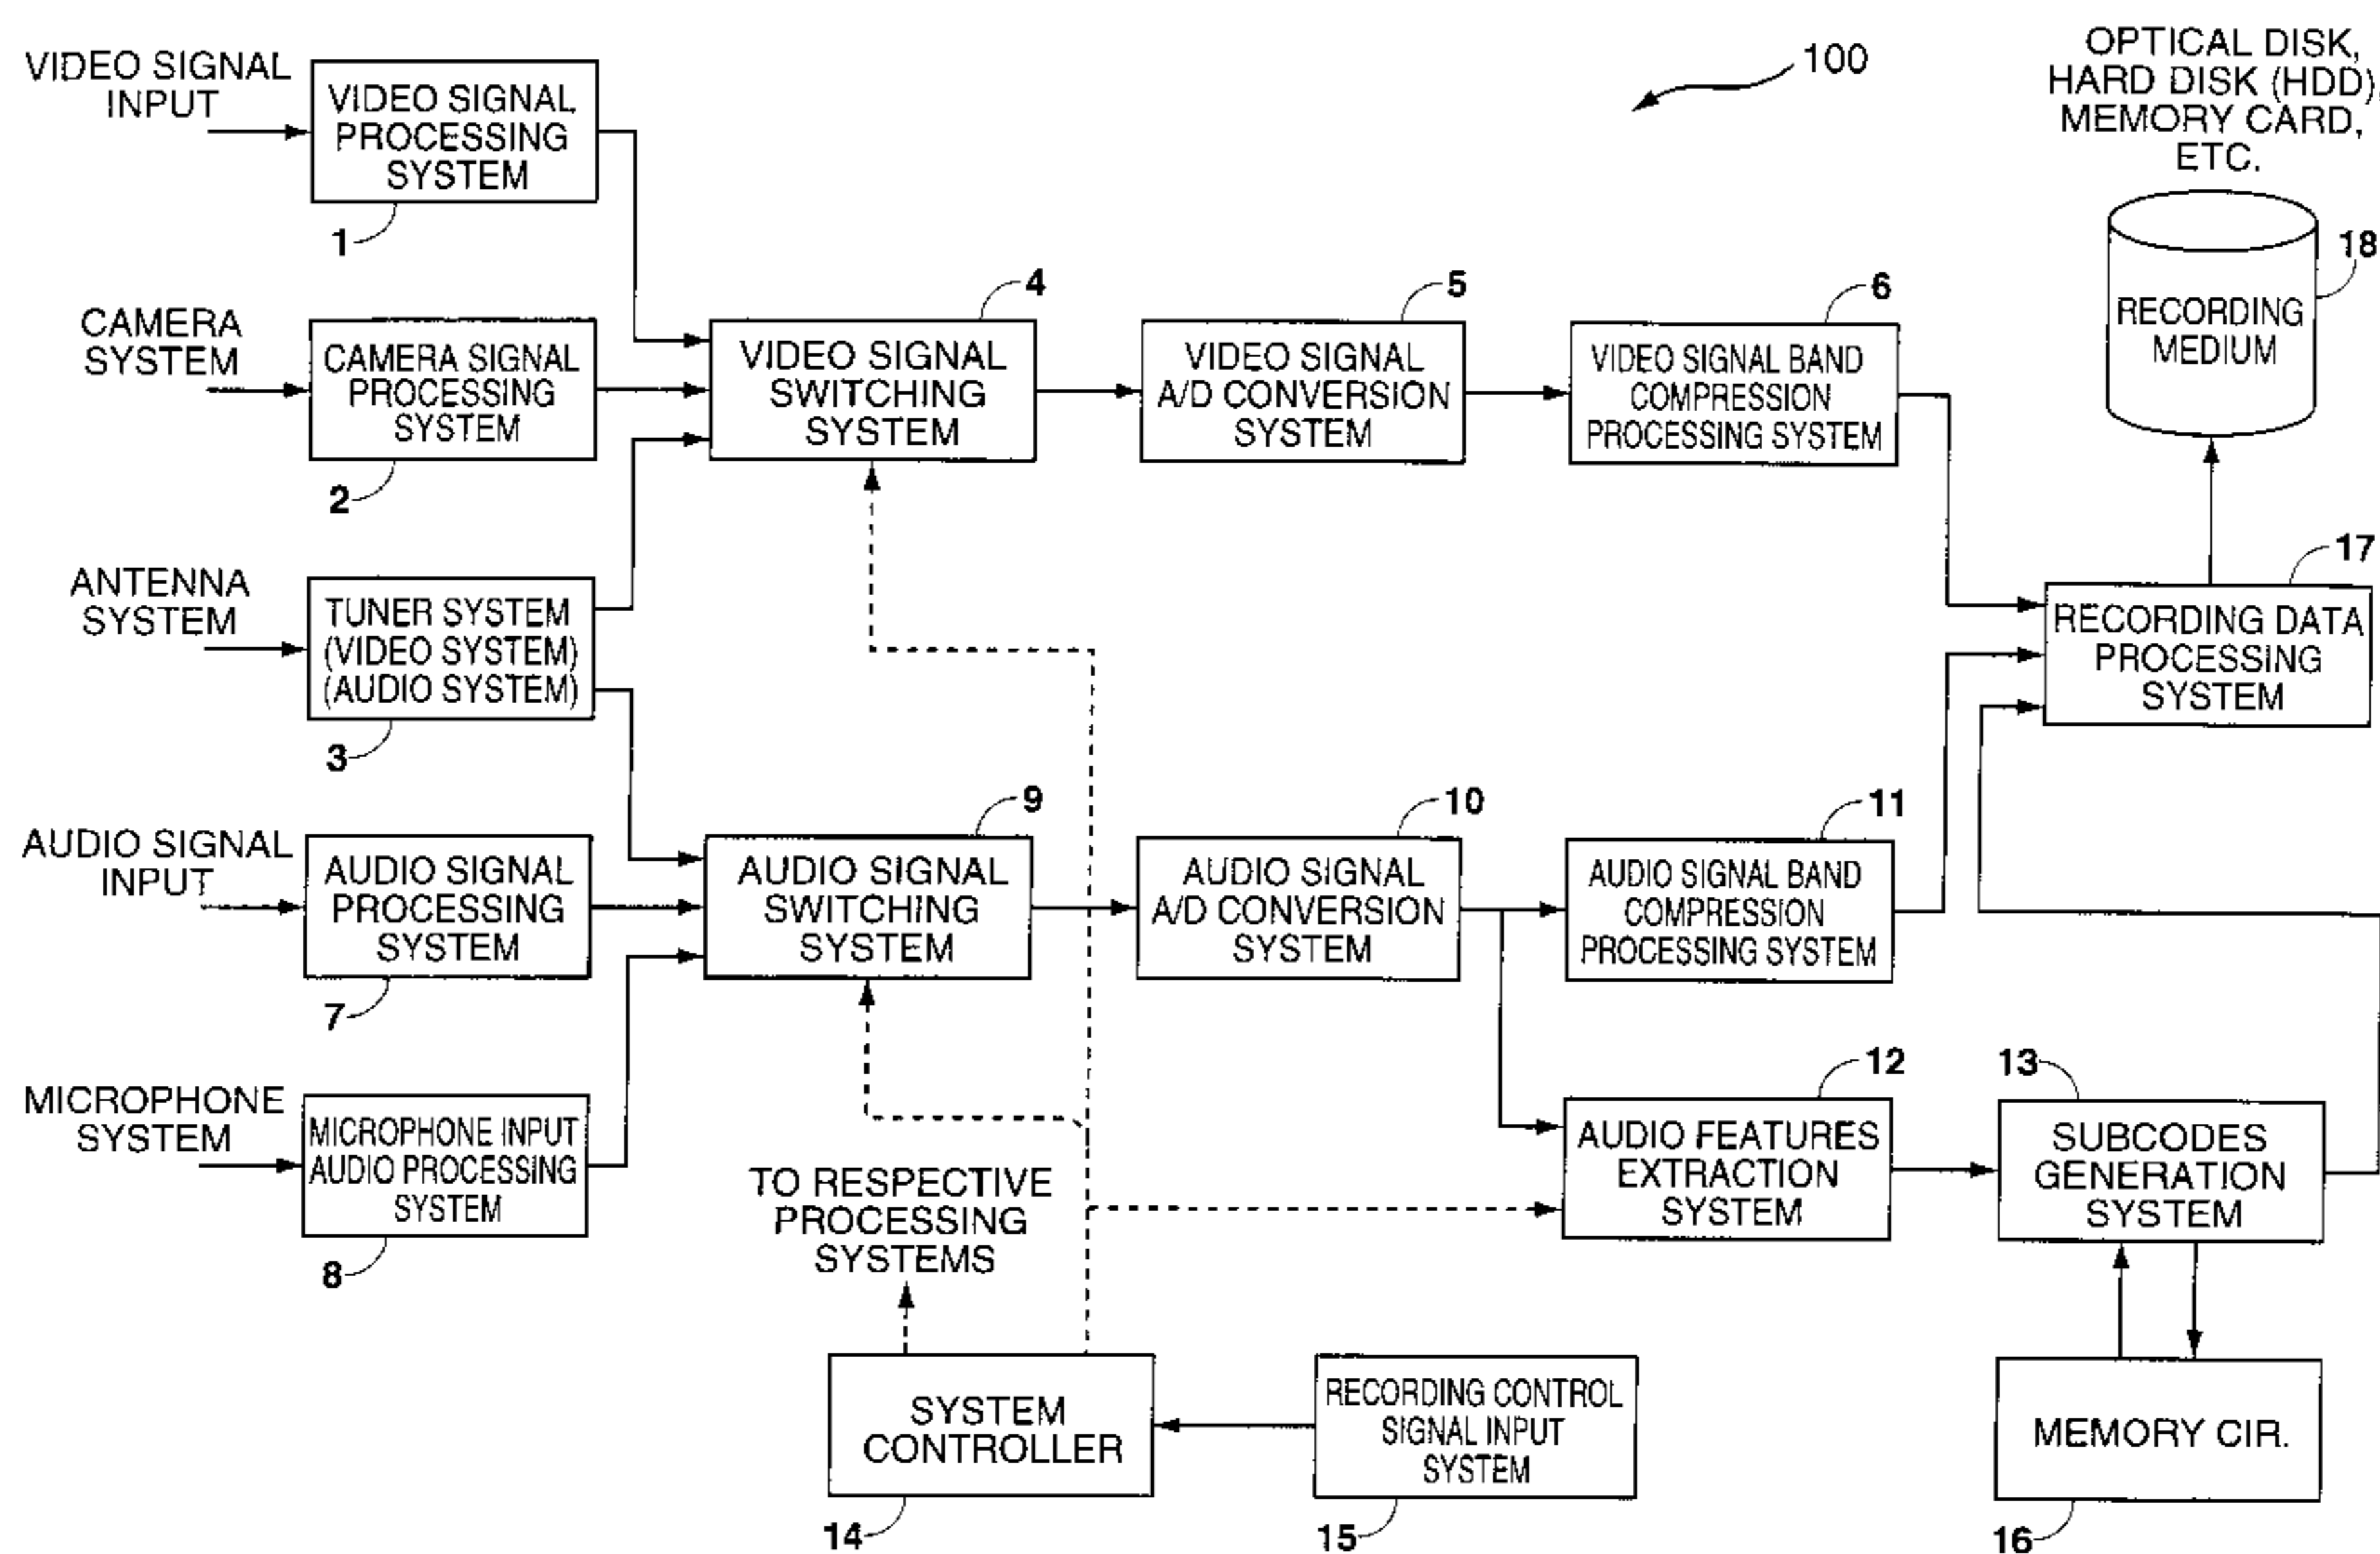 100
OPTICAL DISK,
HARD DISK (HDD)
MEMORY CARD,
ETC.
VIDEO SIGNAL
INPUT
VIDEO SIGNAL
PROCESSING
SYSTEM
1
CAMERA
SYSTEM
CAMERA SIGNAL
PROCESSING
SYSTEM
2
VIDEO SIGNAL
SWITCHING
SYSTEM
4
VIDEO SIGNAL
A/D CONVERSION
SYSTEM
5
VIDEO SIGNAL BAND
COMPRESSION
PROCESSING SYSTEM
6
RECORDING
MEDIUM
18
ANTENNA
SYSTEM
TUNER SYSTEM
(VIDEO SYSTEM)
(AUDIO SYSTEM)
3
RECORDING DATA
PROCESSING
SYSTEM
17
AUDIO SIGNAL
INPUT
AUDIO SIGNAL
PROCESSING
SYSTEM
7
AUDIO SIGNAL
SWITCHING
SYSTEM
9
AUDIO SIGNAL
A/D CONVERSION
SYSTEM
10
AUDIO SIGNAL BAND
COMPRESSION
PROCESSING SYSTEM
11
MICROPHONE
SYSTEM
MICROPHONE INPUT
AUDIO PROCESSING
SYSTEM
8
TO RESPECTIVE
PROCESSING
SYSTEMS
AUDIO FEATURES
EXTRACTION
SYSTEM
12
SUBCODES
GENERATION
SYSTEM
13
SYSTEM
CONTROLLER
14
RECORDING CONTROL
SIGNAL INPUT
SYSTEM
15
MEMORY CIR.
16